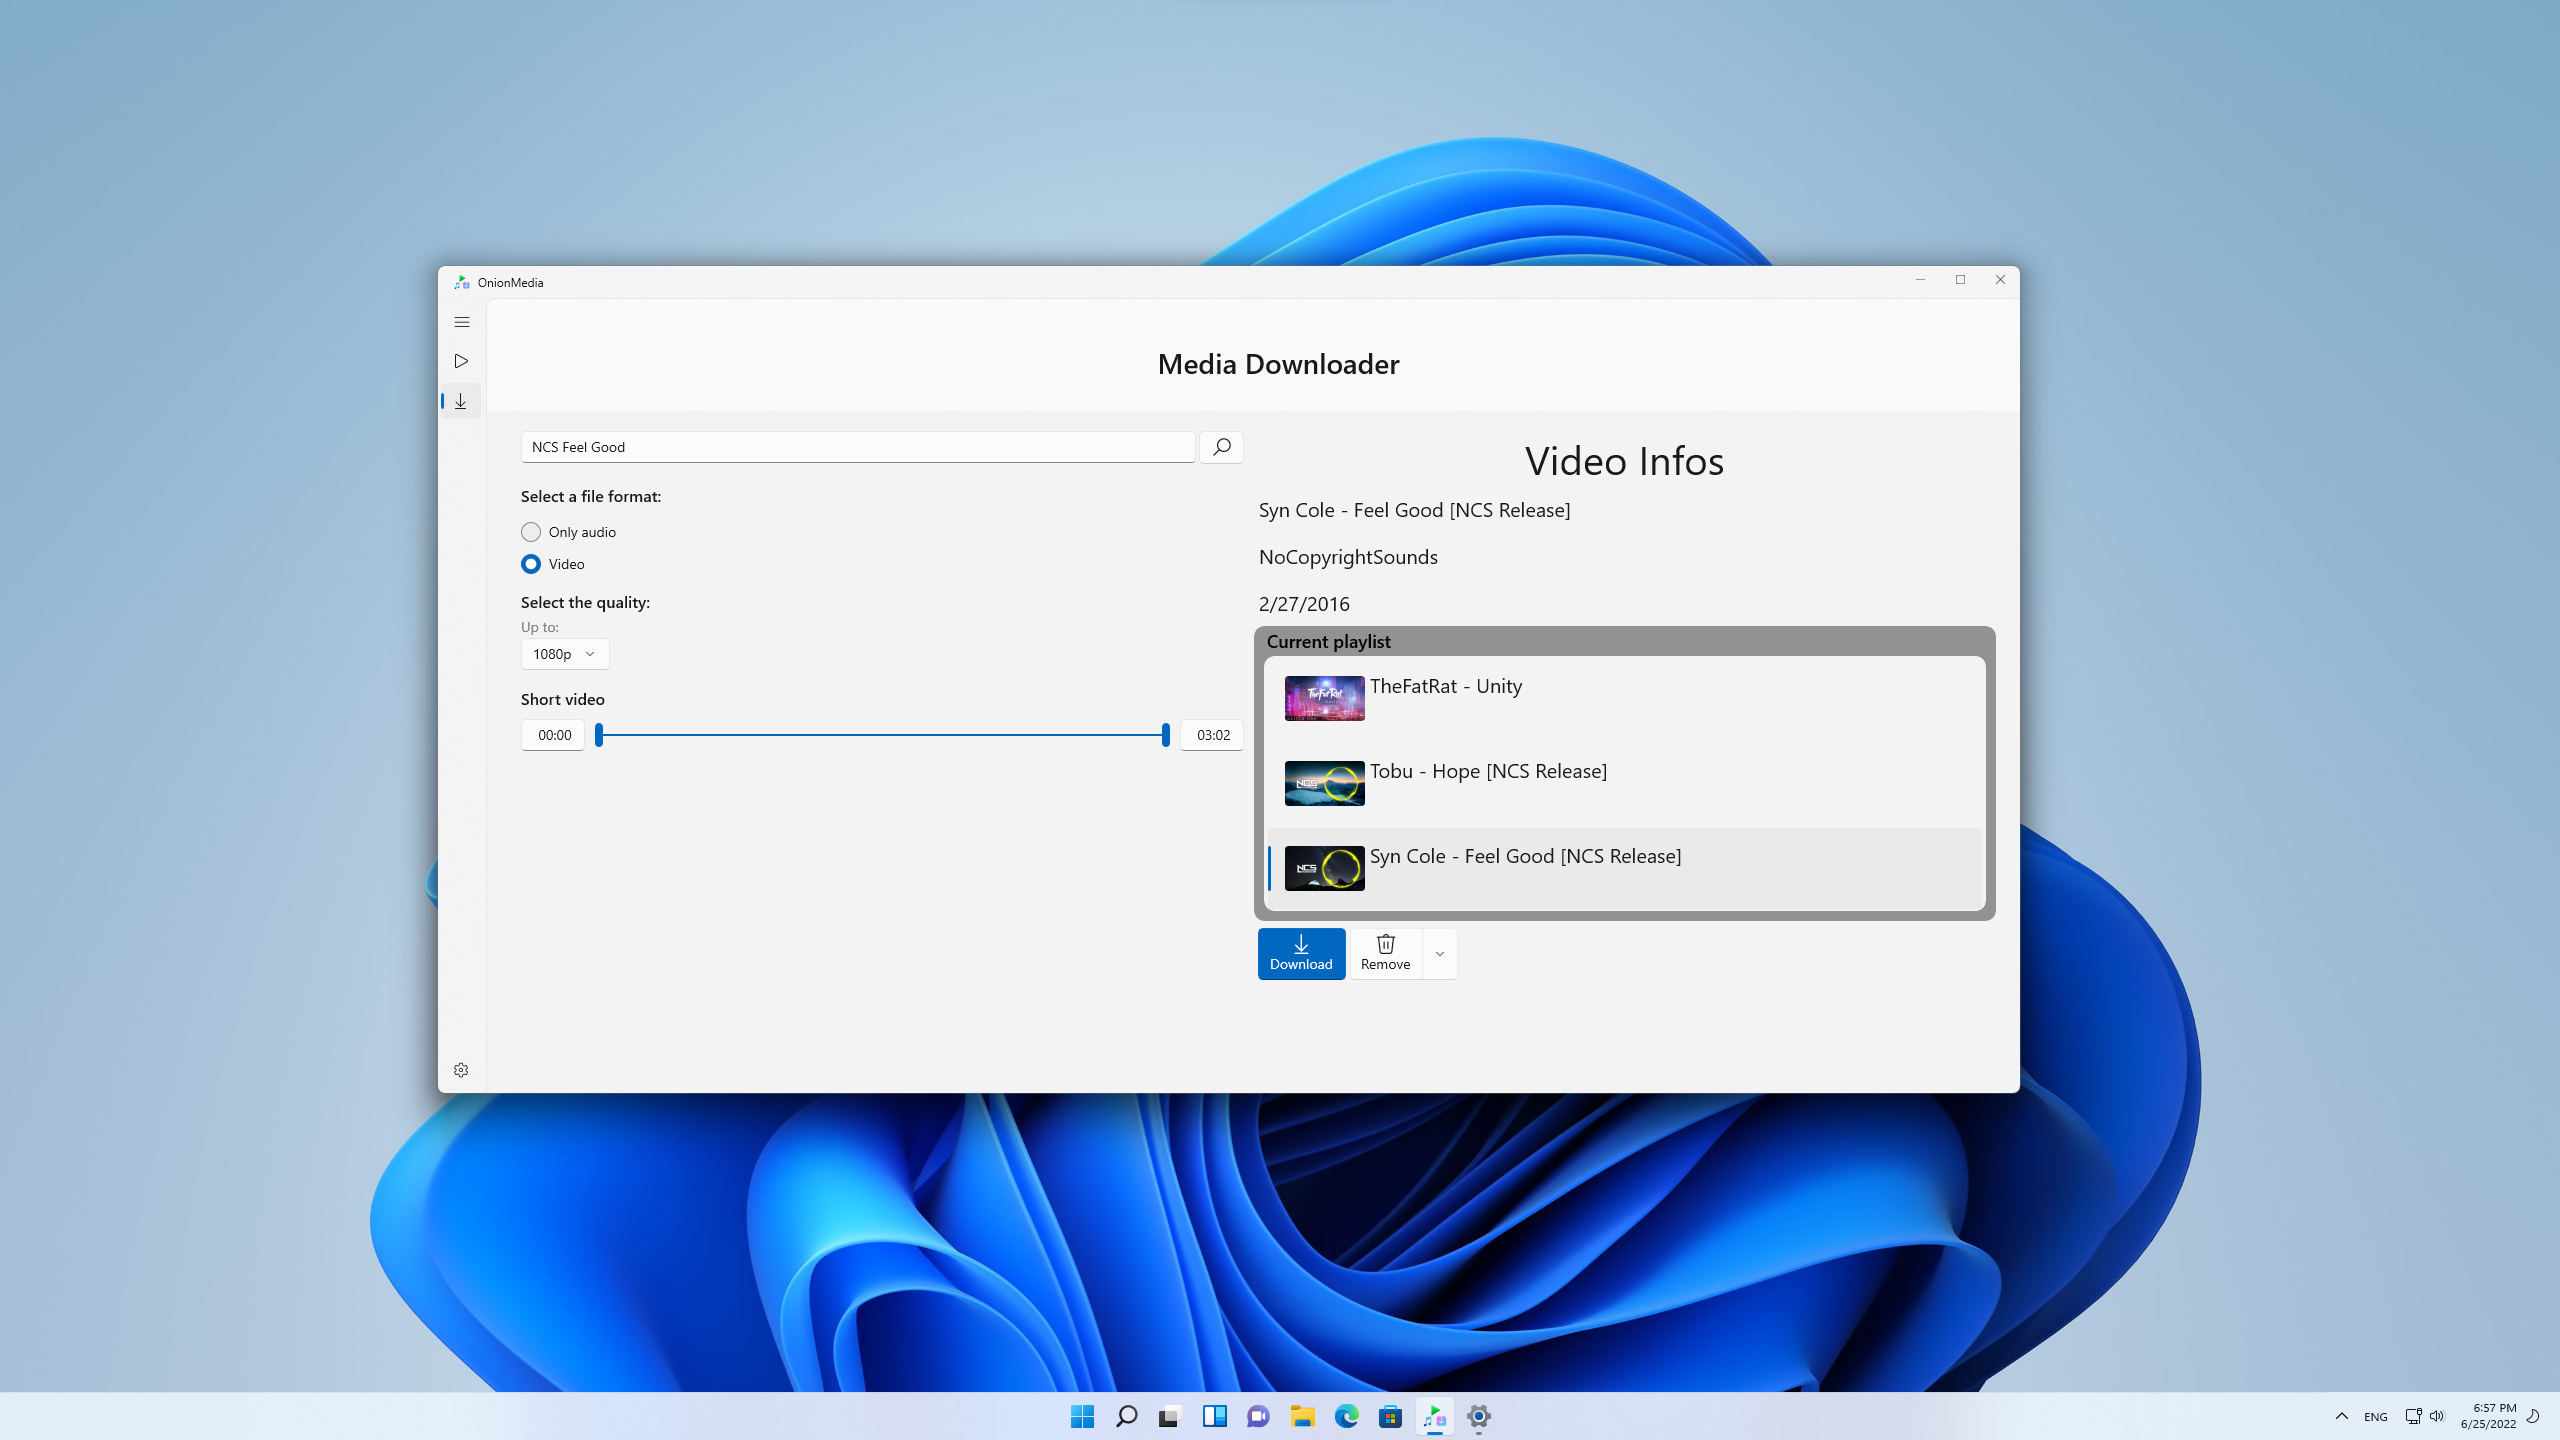 OnionMedia
Media Downloader
NCS Feel Good
Select a file format:
Only audio
Video
Select the quality:
Up to:
1080p
Short video
00:00
03:02
Video Infos
Syn Cole - Feel Good [NCS Release]
NoCopyrightSounds
2/27/2016
Current playlist
TheFatRat
TheFatRat - Unity
NCS
Tobu - Hope [NCS Release]
NCS
Syn Cole - Feel Good [NCS Release]
Download
Remove
ENG
6:57 PM
6/25/2022